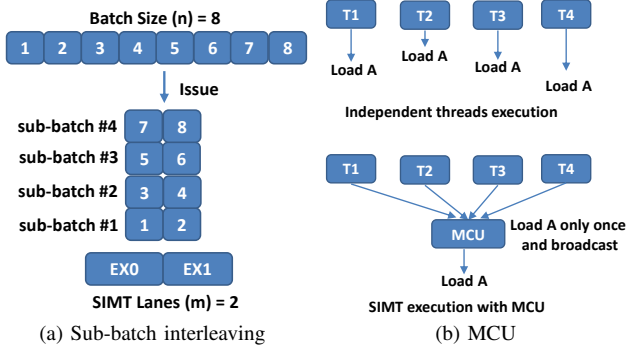 Batch Size (n) = 8
1 2 3 4 5 6 7 8
Issue
sub-batch #4 7 8
sub-batch #3 5 6
sub-batch #2 3 4
sub-batch #1 1 2
EX0 EX1
SIMT Lanes (m) = 2
(a) Sub-batch interleaving
T1 T2 T3 T4
Load A Load A Load A Load A
Independent threads execution
T1 T2 T3 T4
MCU
Load A only once
and broadcast
Load A
SIMT execution with MCU
(b) MCU